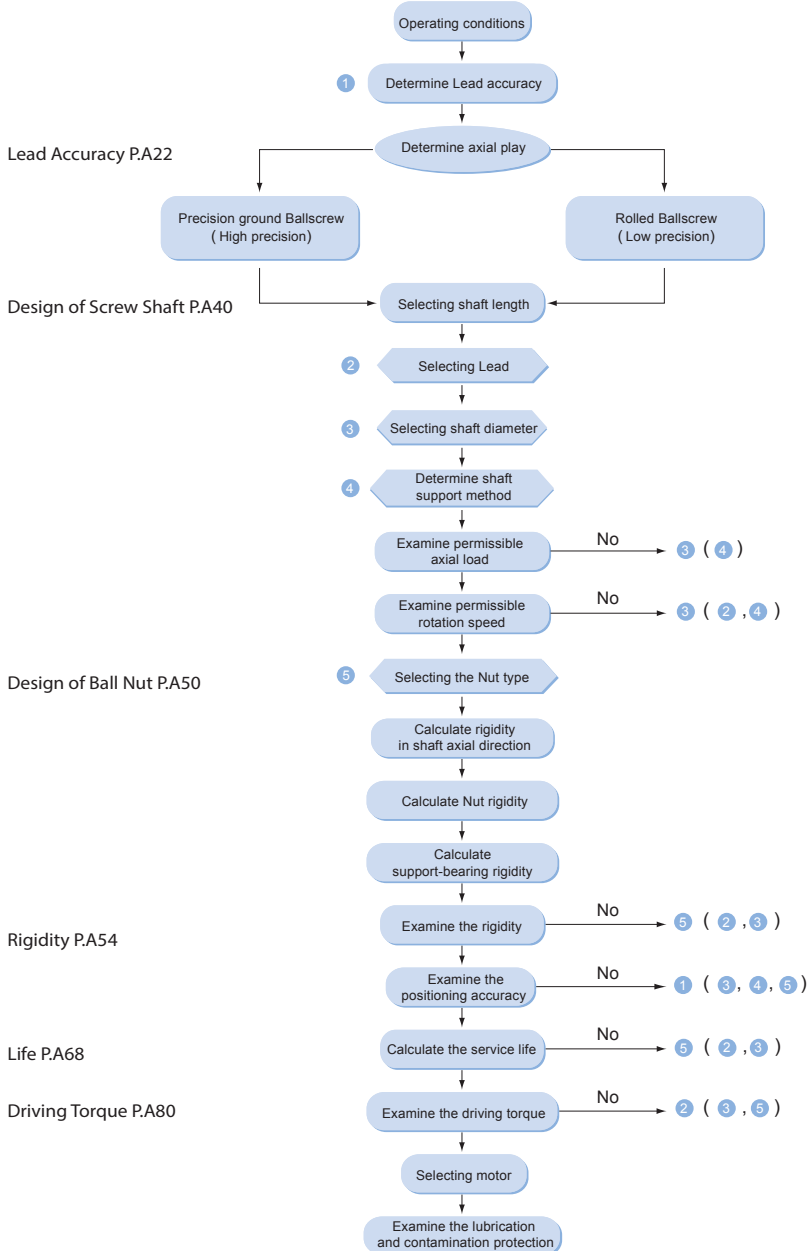 Operating conditions
1 Determine Lead accuracy
Lead Accuracy P.A22
Determine axial play
Precision ground Ballscrew
( High precision)
Rolled Ballscrew
(Low precision)
Design of Screw Shaft P.A40
Selecting shaft length
2 Selecting Lead
3 Selecting shaft diameter
4 Determine shaft
support method
Examine permissible
axial load
No
3 ( 4 )
Examine permissible
rotation speed
No
3 ( 2 , 4 )
Design of Ball Nut P.A50
5 Selecting the Nut type
Calculate rigidity
in shaft axial direction
Calculate Nut rigidity
Calculate
support-bearing rigidity
Rigidity P.A54
Examine the rigidity
No
5 ( 2 , 3 )
Examine the
positioning accuracy
No
1 ( 3, 4, 5 )
Life P.A68
Calculate the service life
No
5 ( 2 , 3 )
Driving Torque P.A80
Examine the driving torque
No
2 ( 3 , 5 )
Selecting motor
Examine the lubrication
and contamination protection